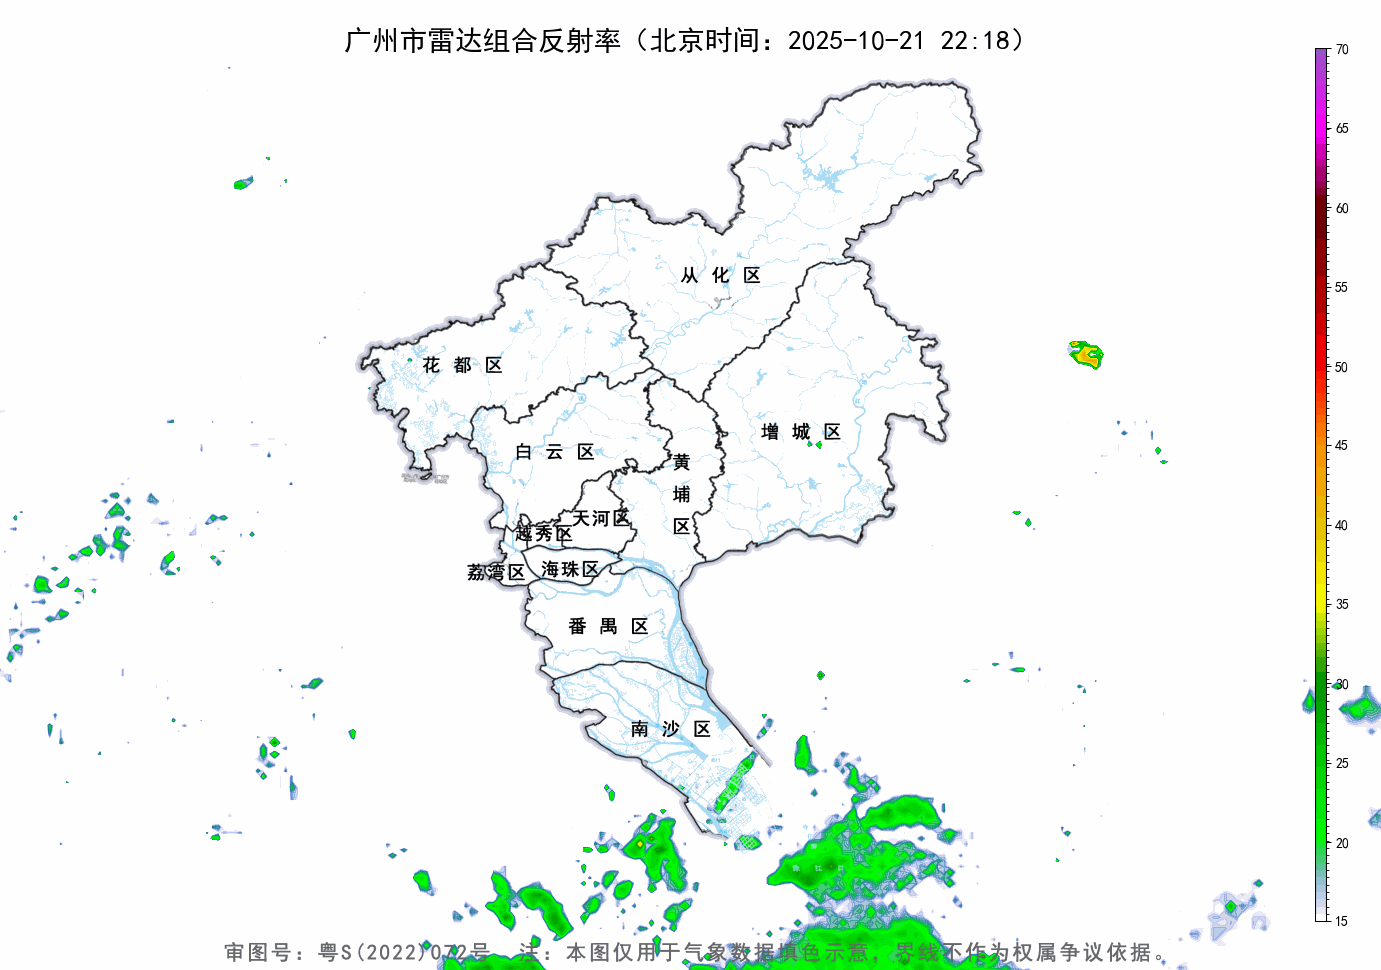 广州市雷达组合反射率（北京时间：2025-10-21 22:18）
70
65
60
55
50
45
40
35
30
25
20
15
从化区
花都区
增城区
白云区
黄埔区
天河区
越秀区
海珠区
荔湾区
番禺区
南沙区
珠江口
审图号：粤S(2022)072号 注：本图仅用于气象数据填色示意，界线不作为权属争议依据。